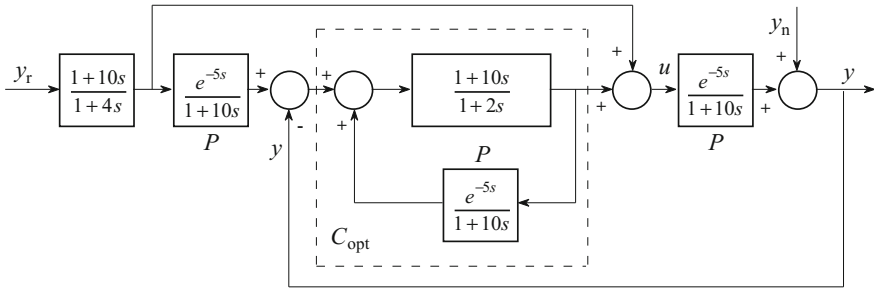 y_r
1+10s
1+4s
e^{-5s}
1+10s
P
+
-
y
+
+
1+10s
1+2s
P
e^{-5s}
1+10s
C_opt
+
+
u
e^{-5s}
1+10s
P
y_n
+
+
y